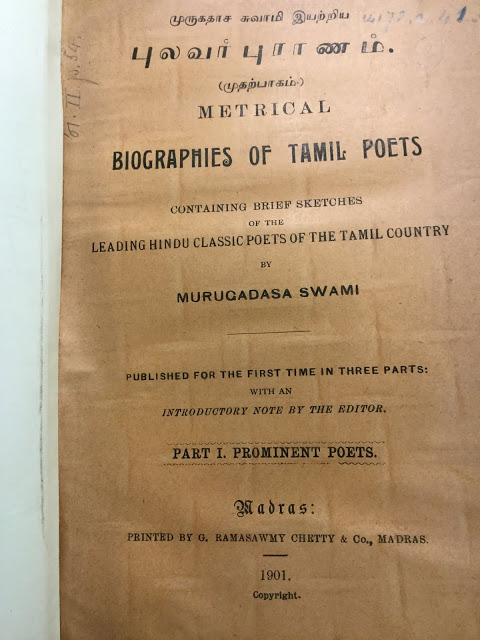 முருகதாச சுவாமி இயற்றிய
புலவர்புராணம்.
(முதற்பாகம்)
METRICAL
BIOGRAPHIES OF TAMIL POETS
CONTAINING BRIEF SKETCHES
OF THE
LEADING HINDU CLASSIC POETS OF THE TAMIL COUNTRY
BY
MURUGADASA SWAMI
PUBLISHED FOR THE FIRST TIME IN THREE PARTS:
WITH AN
INTRODUCTORY NOTE BY THE EDITOR.
PART I. PROMINENT POETS.
Madras:
PRINTED BY G. RAMASAWMY CHETTY & Co., MADRAS.
1901.
Copyright.